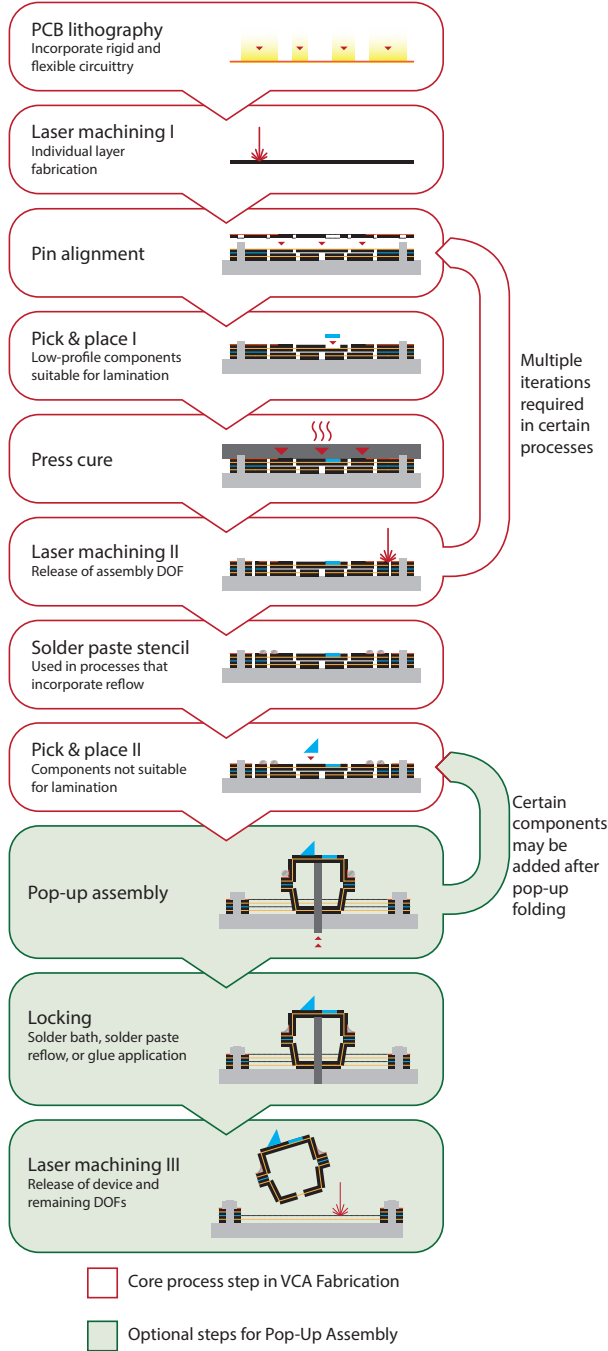 PCB lithography
Incorporate rigid and
flexible circuittry
Laser machining I
Individual layer
fabrication
Pin alignment
Pick & place I
Low-profile components
suitable for lamination
Press cure
Laser machining II
Release of assembly DOF
Multiple
iterations
required
in certain
processes
Solder paste stencil
Used in processes that
incorporate reflow
Pick & place II
Components not suitable
for lamination
Pop-up assembly
Certain
components
may be
added after
pop-up
folding
Locking
Solder bath, solder paste
reflow, or glue application
Laser machining III
Release of device and
remaining DOFs
Core process step in VCA Fabrication
Optional steps for Pop-Up Assembly